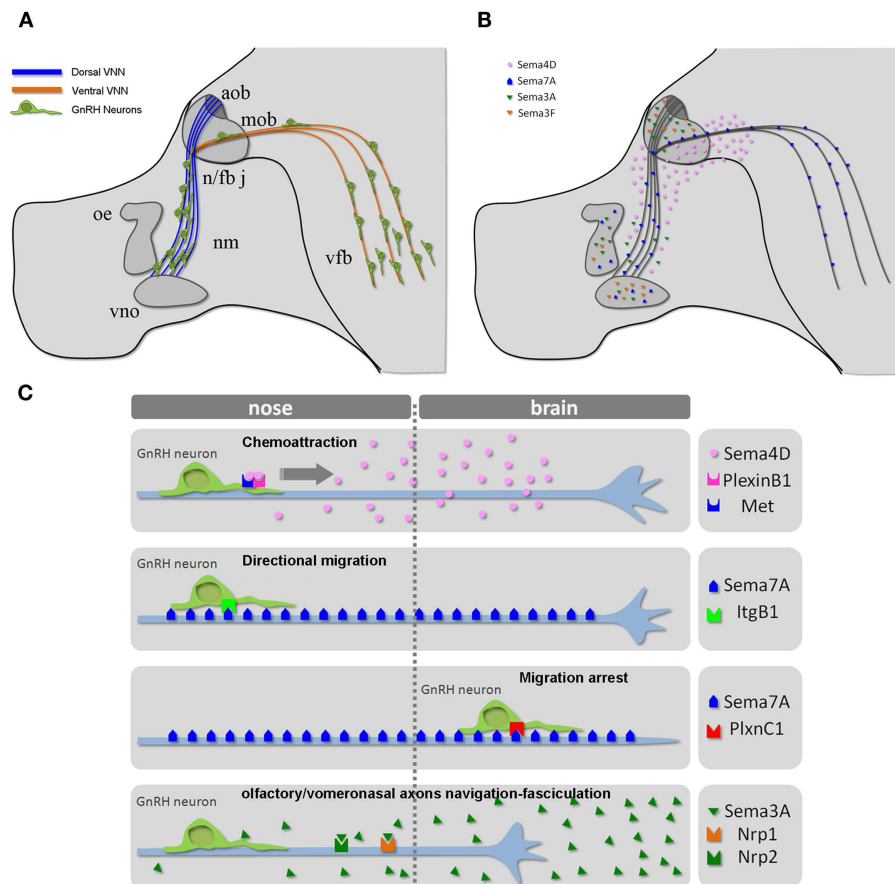 A
Dorsal VNN
Ventral VNN
GnRH Neurons
aob
mob
n/fb j
oe
nm
vfb
vno
B
Sema4D
Sema7A
Sema3A
Sema3F
C
nose
brain
Chemoattraction
GnRH neuron
Sema4D
PlexinB1
Met
Directional migration
GnRH neuron
Sema7A
ItgB1
Migration arrest
GnRH neuron
Sema7A
PlxnC1
olfactory/vomeronasal axons navigation-fasciculation
GnRH neuron
Sema3A
Nrp1
Nrp2